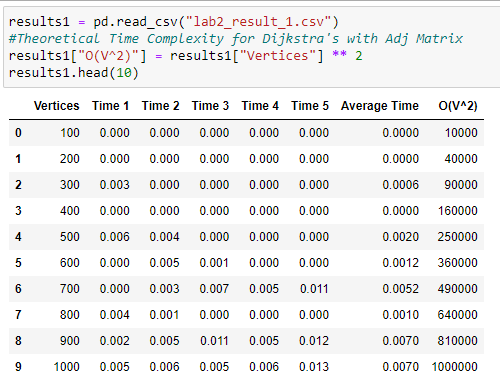 results1 = pd.read_csv("lab2_result_1.csv")
#Theoretical Time Complexity for Dijkstra's with Adj Matrix
results1["O(V^2)"] = results1["Vertices"] ** 2
results1.head(10)
Vertices Time 1 Time 2 Time 3 Time 4 Time 5 Average Time O(V^2)
0 100 0.000 0.000 0.000 0.000 0.000 0.0000 10000
1 200 0.000 0.000 0.000 0.000 0.000 0.0000 40000
2 300 0.003 0.000 0.000 0.000 0.000 0.0006 90000
3 400 0.000 0.000 0.000 0.000 0.000 0.0000 160000
4 500 0.006 0.004 0.000 0.000 0.000 0.0020 250000
5 600 0.000 0.005 0.001 0.000 0.000 0.0012 360000
6 700 0.000 0.003 0.007 0.005 0.011 0.0052 490000
7 800 0.004 0.001 0.000 0.000 0.000 0.0010 640000
8 900 0.002 0.005 0.011 0.005 0.012 0.0070 810000
9 1000 0.005 0.006 0.005 0.006 0.013 0.0070 1000000